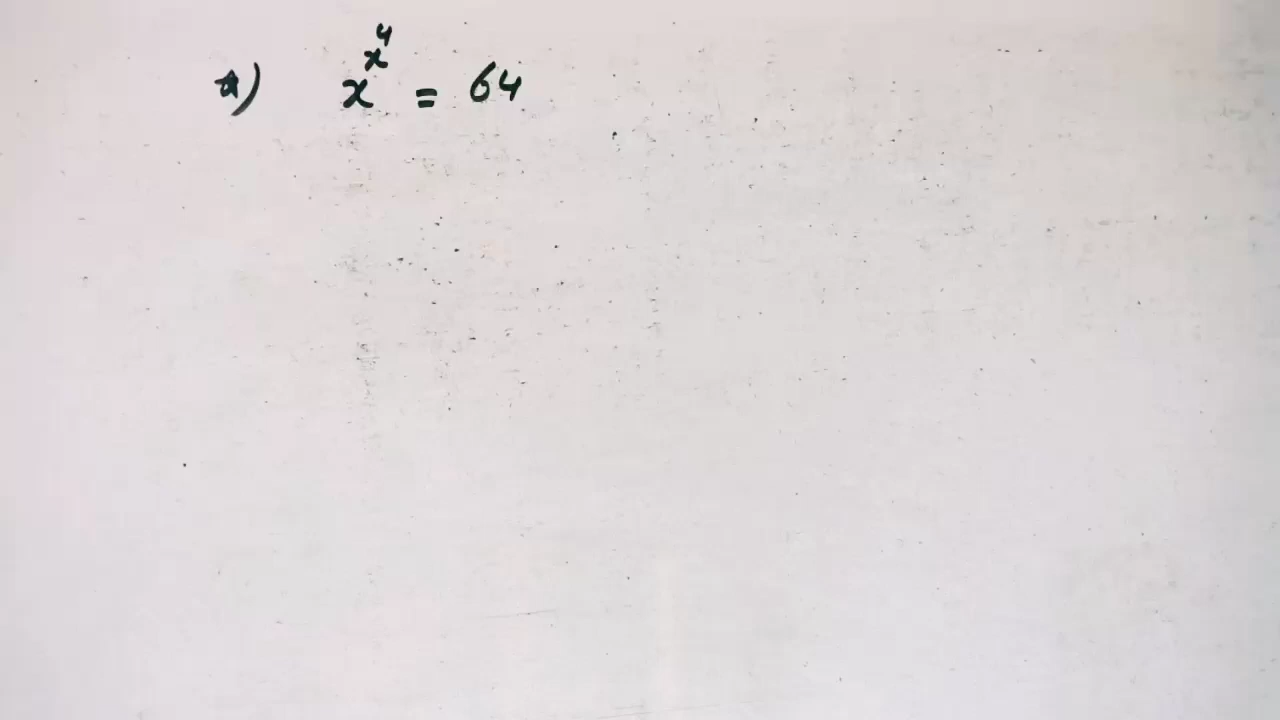 *) x^{x^4} = 64